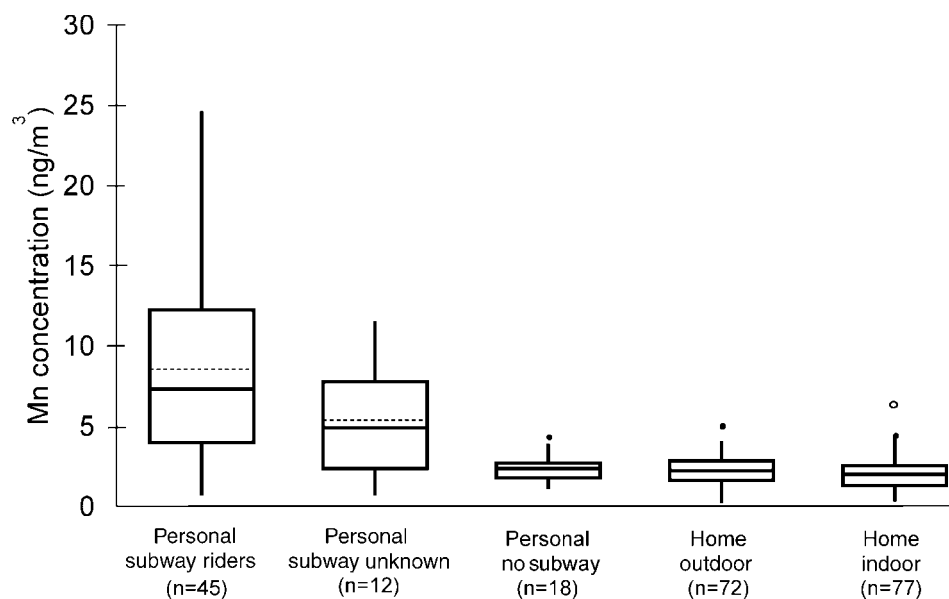 30
25
20
15
10
5
0
Mn concentration (ng/m³)
Personal
subway riders
(n=45)
Personal
subway unknown
(n=12)
Personal
no subway
(n=18)
Home
outdoor
(n=72)
Home
indoor
(n=77)